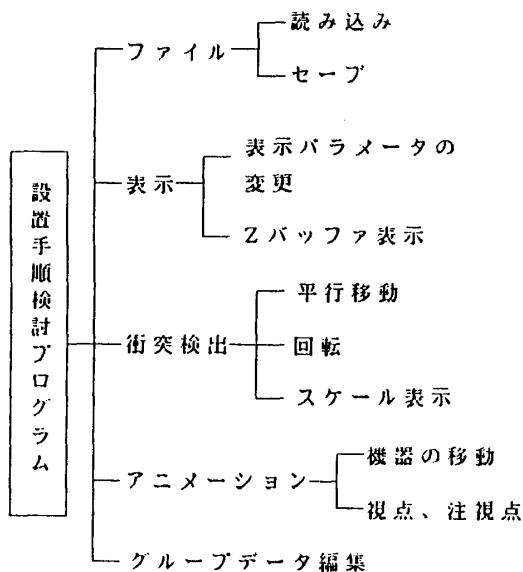 設置手順検討プログラム
ファイル
読み込み
セーブ
表示
表示パラメータの
変更
Zバッファ表示
衝突検出
平行移動
回転
スケール表示
アニメーション
機器の移動
視点、注視点
グループデータ編集